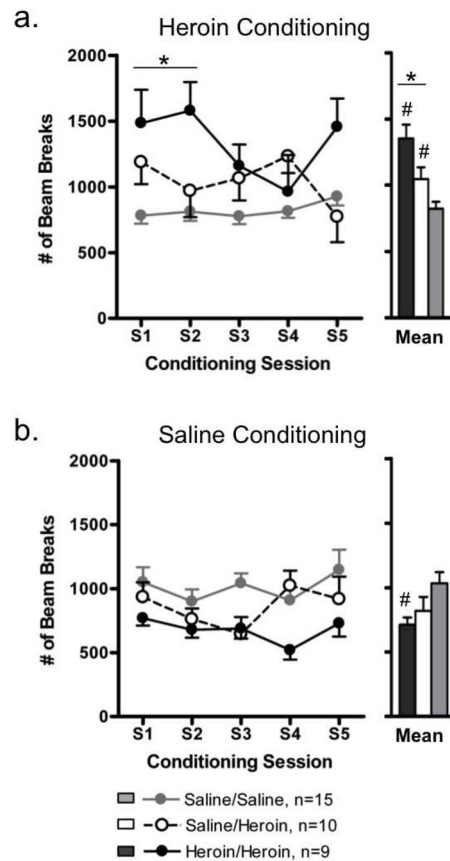 a.
Heroin Conditioning
2000
1500
1000
500
0
# of Beam Breaks
*
S1 S2 S3 S4 S5
Conditioning Session
*
#
#
Mean
b.
Saline Conditioning
2000
1500
1000
500
0
# of Beam Breaks
S1 S2 S3 S4 S5
Conditioning Session
#
Mean
Saline/Saline, n=15
Saline/Heroin, n=10
Heroin/Heroin, n=9